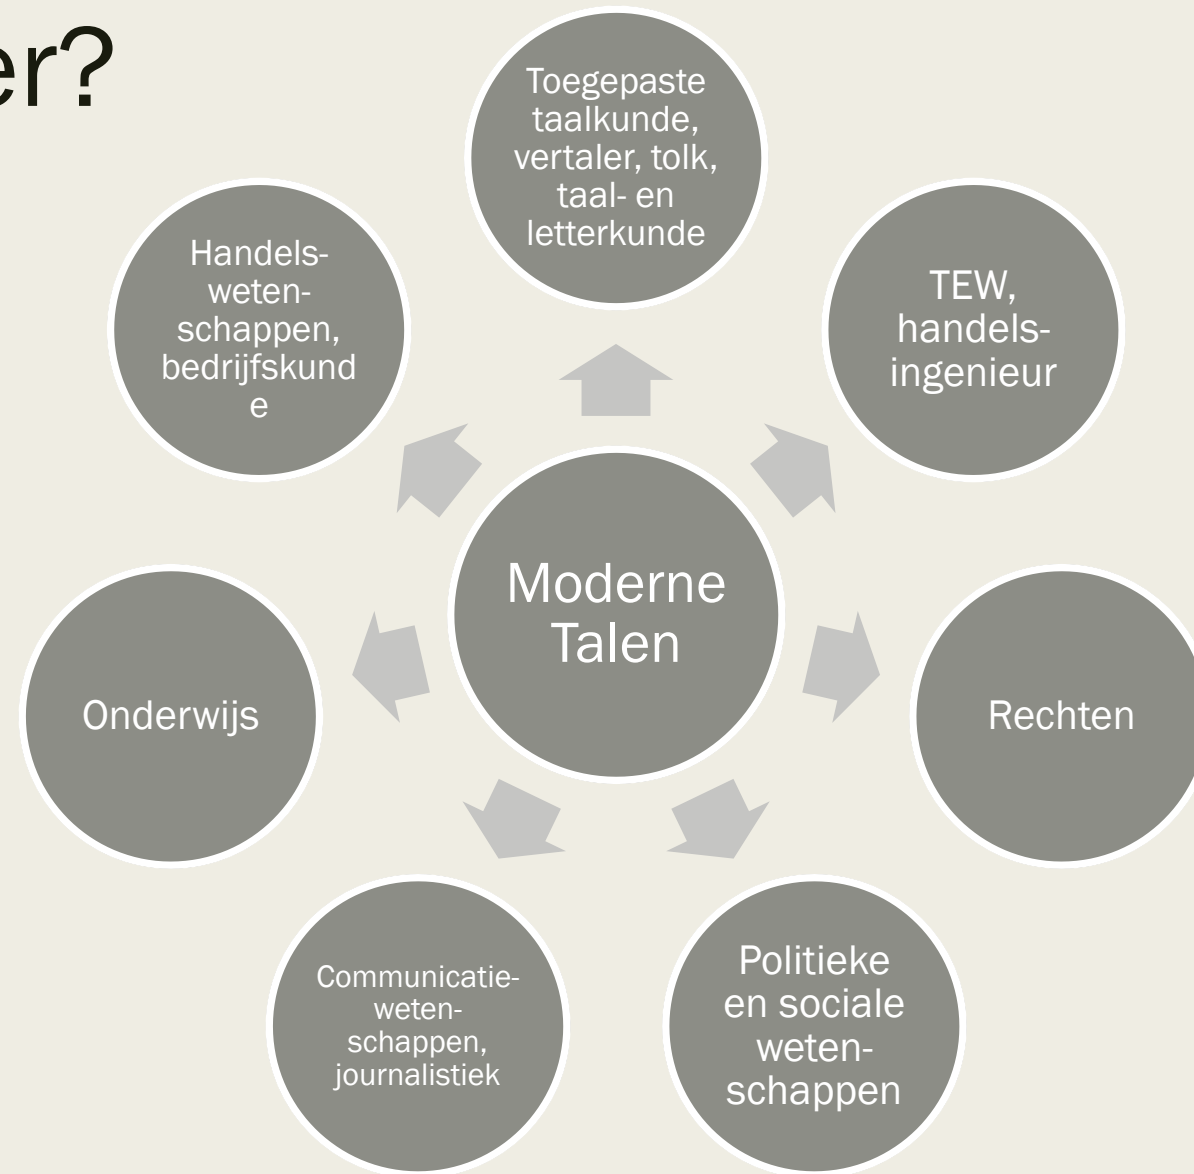 er?
Toegepaste
taalkunde,
vertaler, tolk,
taal- en
letterkunde
TEW,
handels-
ingenieur
Rechten
Politieke
en sociale
weten-
schappen
Communicatie-
weten-
schappen,
journalistiek
Onderwijs
Handels-
weten-
schappen,
bedrijfskund
e
Moderne
Talen